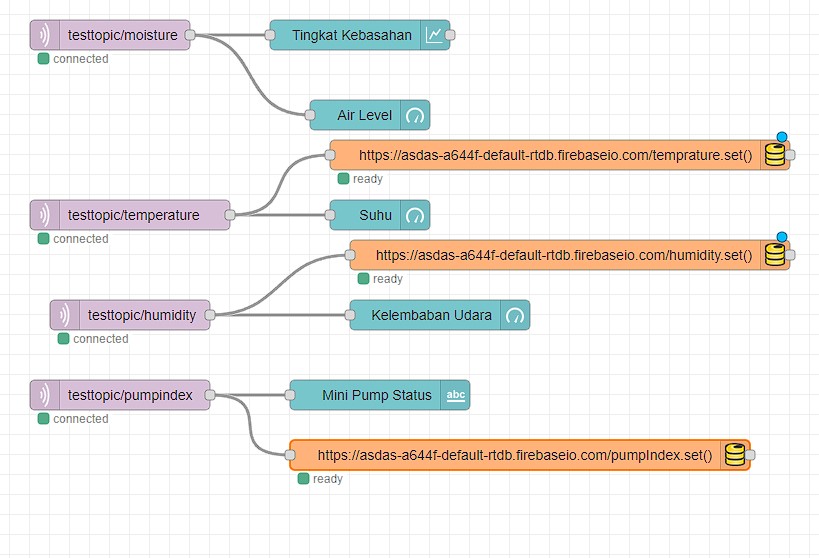 testtopic/moisture
connected
Tingkat Kebasahan
Air Level
https://asdas-a644f-default-rtdb.firebaseio.com/temprature.set()
ready
testtopic/temperature
connected
Suhu
https://asdas-a644f-default-rtdb.firebaseio.com/humidity.set()
ready
testtopic/humidity
connected
Kelembaban Udara
testtopic/pumpindex
connected
Mini Pump Status
abc
https://asdas-a644f-default-rtdb.firebaseio.com/pumpIndex.set()
ready